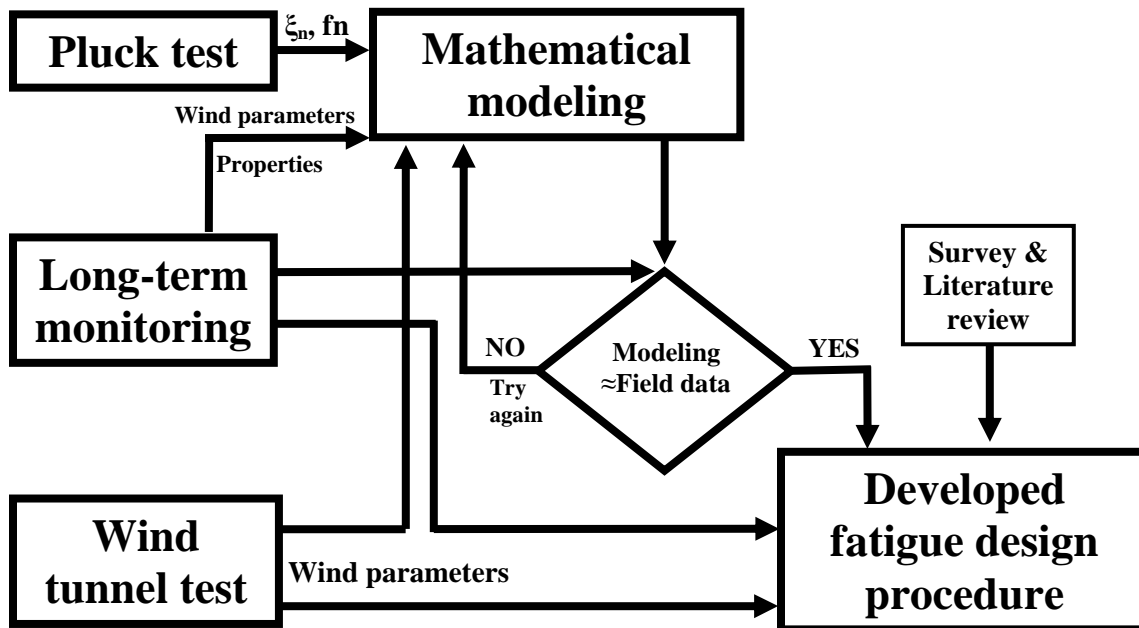 Pluck test
ξn, fn
Mathematical
modeling
Wind parameters
Properties
Long-term
monitoring
Survey &
Literature
review
NO
Try
again
Modeling
≈Field data
YES
Wind
tunnel test
Wind parameters
Developed
fatigue design
procedure